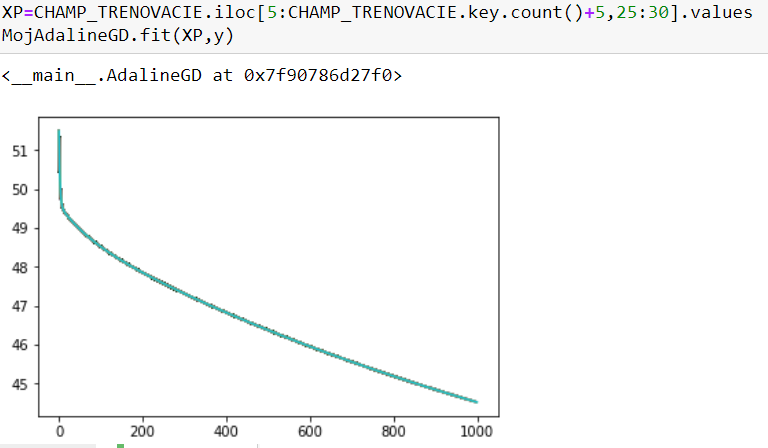 XP=CHAMP_TRENOVACIE.iloc[5:CHAMP_TRENOVACIE.key.count()+5,25:30].values
MojAdalineGD.fit(XP,y)
<__main__.AdalineGD at 0x7f90786d27f0>
51
50
49
48
47
46
45
0 200 400 600 800 1000